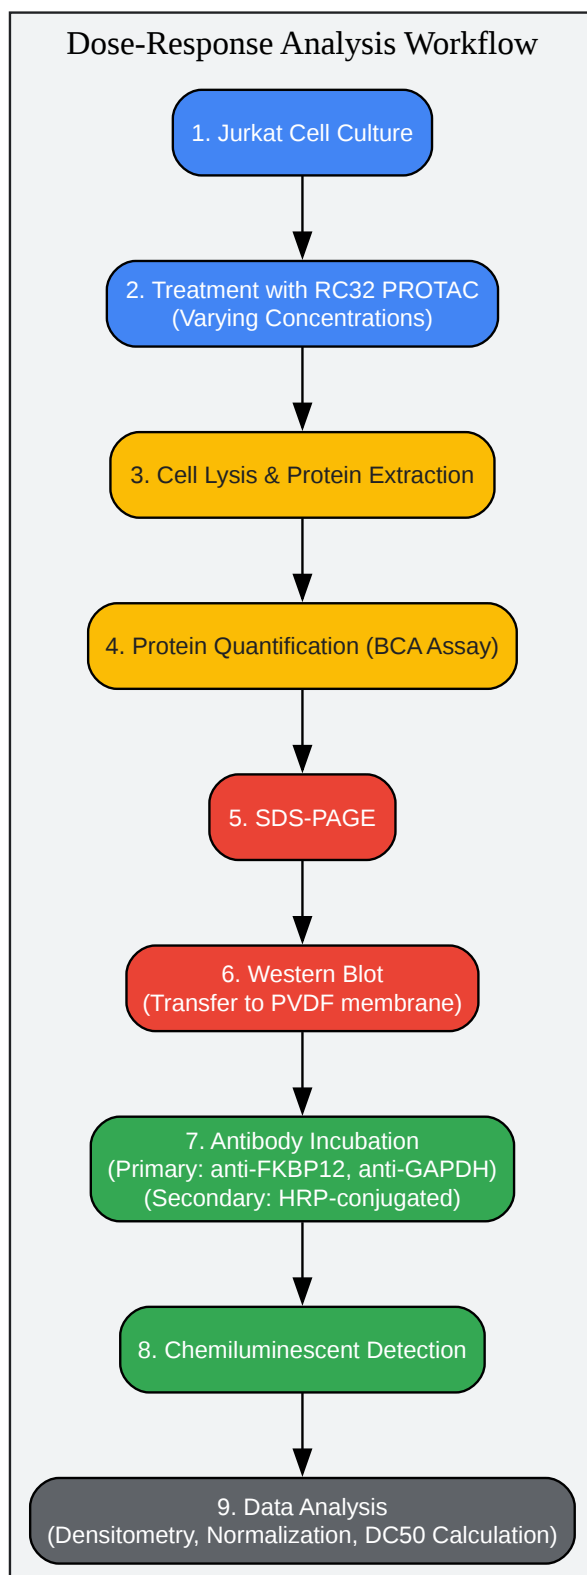 Dose-Response Analysis Workflow
1. Jurkat Cell Culture
2. Treatment with RC32 PROTAC
(Varying Concentrations)
3. Cell Lysis & Protein Extraction
4. Protein Quantification (BCA Assay)
5. SDS-PAGE
6. Western Blot
(Transfer to PVDF membrane)
7. Antibody Incubation
(Primary: anti-FKBP12, anti-GAPDH)
(Secondary: HRP-conjugated)
8. Chemiluminescent Detection
9. Data Analysis
(Densitometry, Normalization, DC50 Calculation)